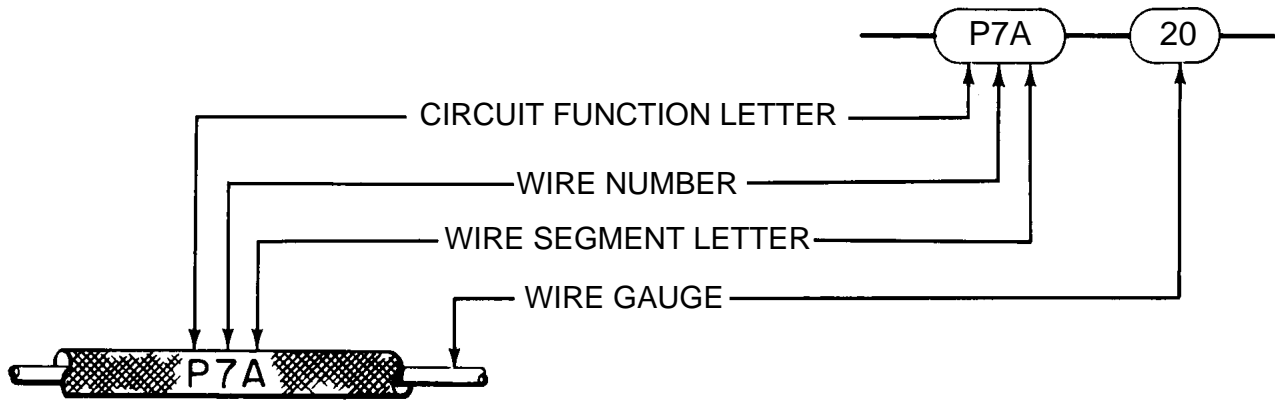 P7A 20
CIRCUIT FUNCTION LETTER
WIRE NUMBER
WIRE SEGMENT LETTER
WIRE GAUGE
P7A